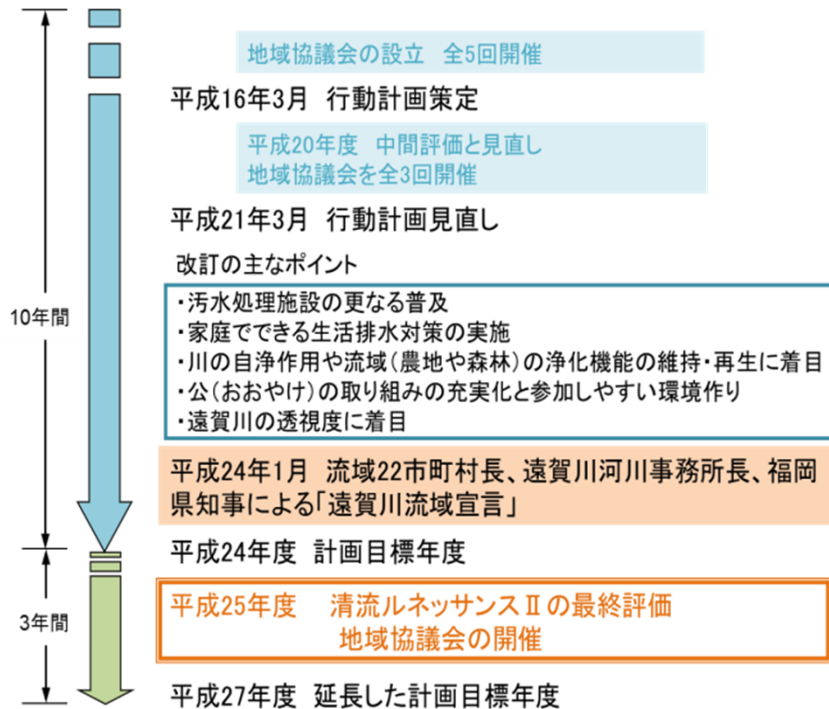 地域協議会の設立 全5回開催
平成16年3月 行動計画策定
平成20年度 中間評価と見直し
地域協議会を全3回開催
平成21年3月 行動計画見直し
改訂の主なポイント
・汚水処理施設の更なる普及
・家庭でできる生活排水対策の実施
・川の自浄作用や流域(農地や森林)の浄化機能の維持・再生に着目
・公(おおやけ)の取り組みの充実化と参加しやすい環境作り
・遠賀川の透視度に着目
10年間
平成24年1月 流域22市町村長、遠賀川河川事務所長、福岡
県知事による「遠賀川流域宣言」
平成24年度 計画目標年度
平成25年度 清流ルネッサンスⅡの最終評価
地域協議会の開催
3年間
平成27年度 延長した計画目標年度